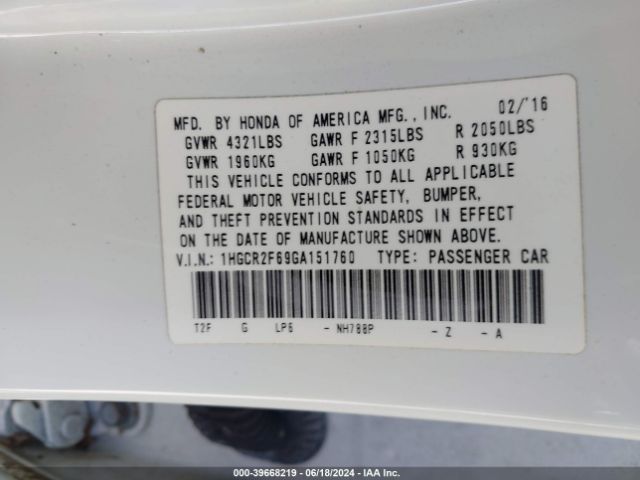 MFD. BY HONDA OF AMERICA MFG., INC. 02/'16
GVWR 4321LBS GAWR F 2315LBS R 2050LBS
GVWR 1960KG GAWR F 1050KG R 930KG
THIS VEHICLE CONFORMS TO ALL APPLICABLE
FEDERAL MOTOR VEHICLE SAFETY, BUMPER,
AND THEFT PREVENTION STANDARDS IN EFFECT
ON THE DATE OF MANUFACTURE SHOWN ABOVE.
V.I.N.: 1HGCR2F69GA151760 TYPE: PASSENGER CAR
T2F G LP6 - NH788P - Z - A
000-39668219 - 06/18/2024 - IAA Inc.